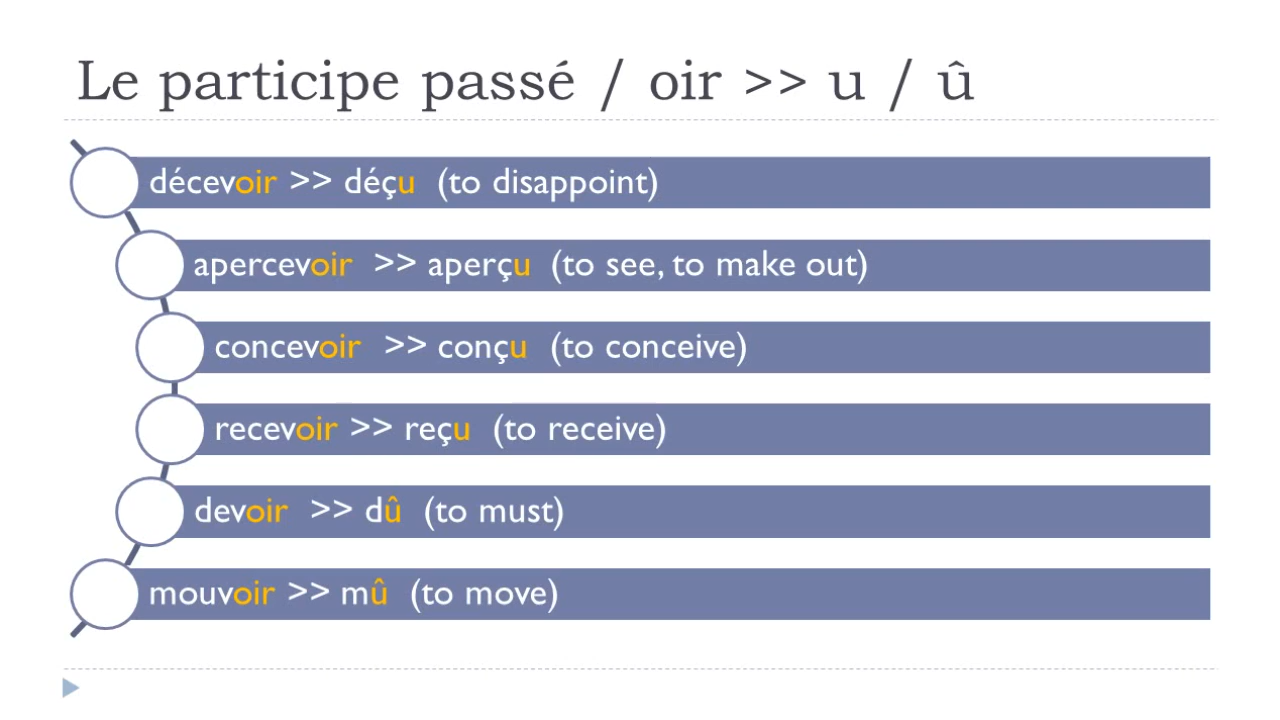 Le participe passé / oir >> u / û
décevoir >> déçu (to disappoint)
apercevoir >> aperçu (to see, to make out)
concevoir >> conçu (to conceive)
recevoir >> reçu (to receive)
devoir >> dû (to must)
mouvoir >> mû (to move)